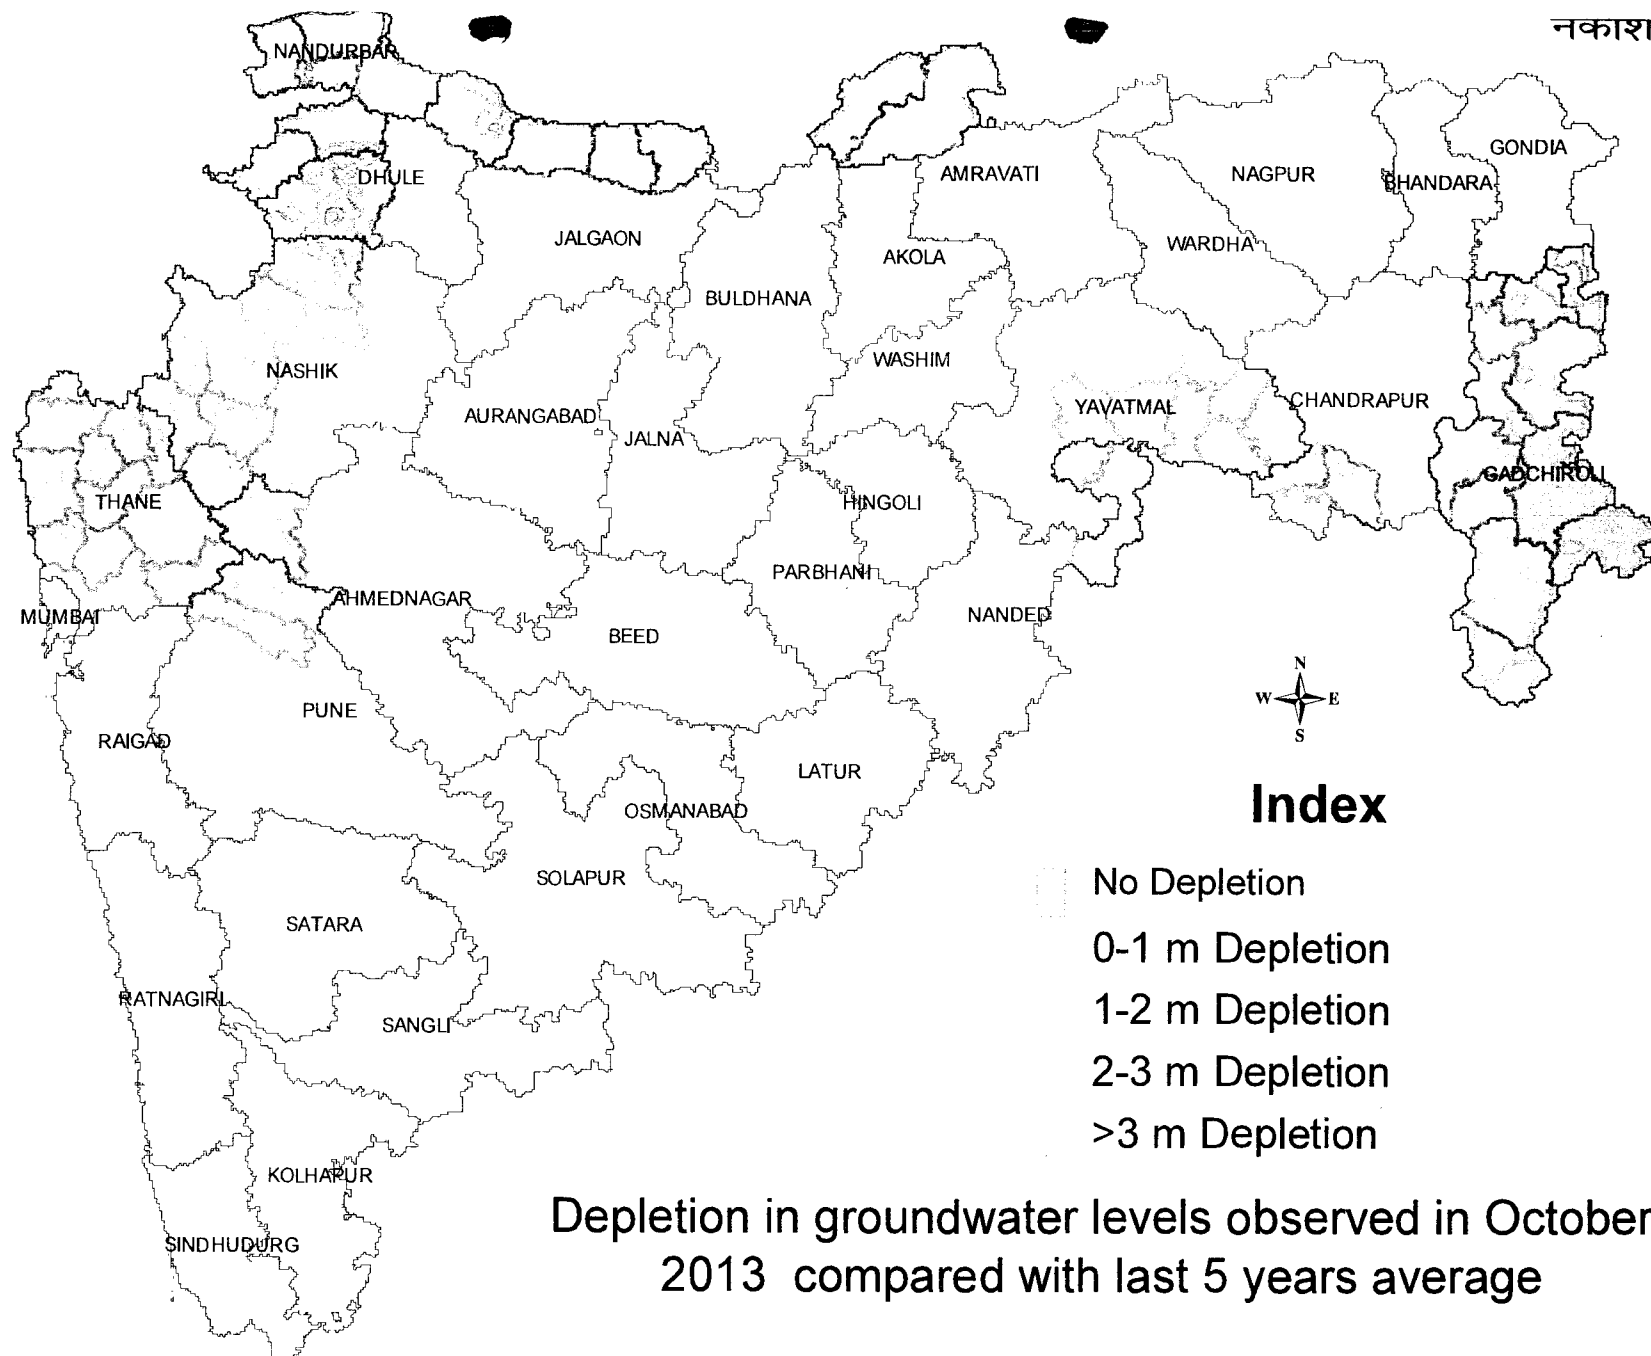 नकाश
NANDURBAR
GONDIA
DHULE
AMRAVATI
NAGPUR
BHANDARA
JALGAON
WARDHA
AKOLA
BULDHANA
WASHIM
NASHIK
YAVATMAL
CHANDRAPUR
AURANGABAD
JALNA
GADCHIROLI
THANE
HINGOLI
PARBHANI
AHMEDNAGAR
MUMBAI
NANDED
BEED
N
W E
S
PUNE
RAIGAD
LATUR
Index
OSMANABAD
SOLAPUR
No Depletion
SATARA
0-1 m Depletion
RATNAGIRI
1-2 m Depletion
SANGLI
2-3 m Depletion
>3 m Depletion
KOLHAPUR
SINDHUDURG
Depletion in groundwater levels observed in October
2013 compared with last 5 years average